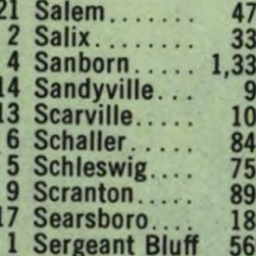 21 Salem....... 47
2 Salix........ 33
4 Sanborn..... 1,33
14 Sandyville... 9
13 Scarville..... 10
6 Schaller..... 84
5 Schleswig.... 75
9 Scranton..... 89
17 Searsboro.... 18
1 Sergeant Bluff 56